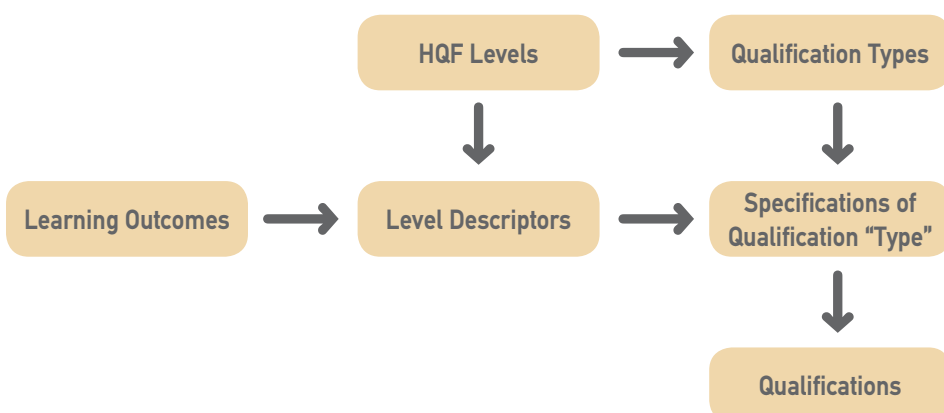 HQF Levels
Qualification Types
Learning Outcomes
Level Descriptors
Specifications of
Qualification “Type”
Qualifications